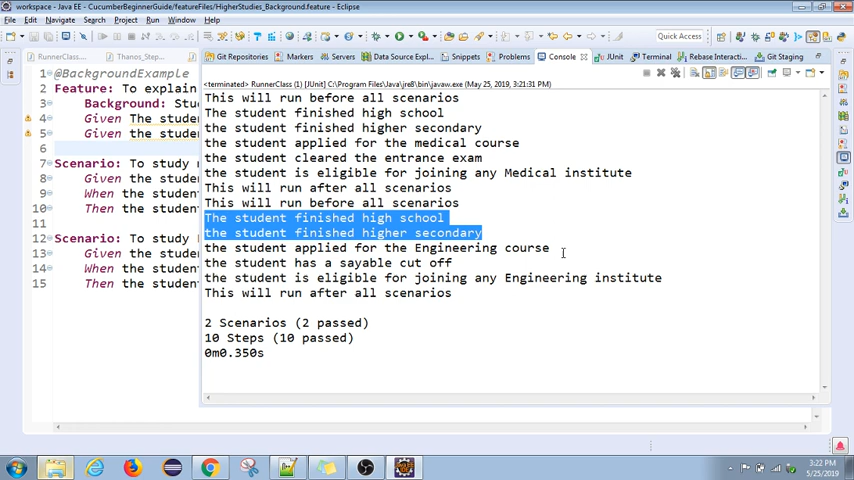 workspace - Java EE - CucumberBeginnerGuide/featureFiles/HigherStudies_Background.feature - Eclipse
File Edit Navigate Search Project Run Window Help
Quick Access
RunnerClass.... Thanos_Step... Git Repositories Markers Servers Data Source Expl... Snippets Problems Console JUnit Terminal Rebase Interacti... Git Staging
<terminated> RunnerClass (1) [JUnit] C:\Program Files\Java\jre8\bin\javaw.exe (May 25, 2019, 3:21:31 PM)
1 @BackgroundExample
2 Feature: To explain
3 Background: Stu
4 Given The stude
5 Given the stude
6
7 Scenario: To study
8 Given the student
9 When the student
10 Then the student
11
12 Scenario: To study
13 Given the student
14 When the student
15 Then the student
This will run before all scenarios
The student finished high school
the student finished higher secondary
the student applied for the medical course
the student cleared the entrance exam
the student is eligible for joining any Medical institute
This will run after all scenarios
This will run before all scenarios
The student finished high school
the student finished higher secondary
the student applied for the Engineering course
the student has a sayable cut off
the student is eligible for joining any Engineering institute
This will run after all scenarios
2 Scenarios (2 passed)
10 Steps (10 passed)
0m0.350s
3:22 PM
5/25/2019